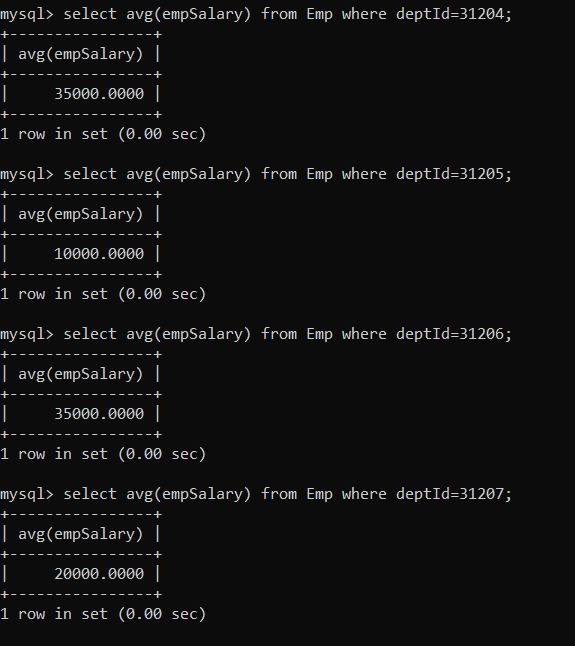 mysql> select avg(empSalary) from Emp where deptId=31204;
+----------------+
| avg(empSalary) |
+----------------+
|     35000.0000 |
+----------------+
1 row in set (0.00 sec)

mysql> select avg(empSalary) from Emp where deptId=31205;
+----------------+
| avg(empSalary) |
+----------------+
|     10000.0000 |
+----------------+
1 row in set (0.00 sec)

mysql> select avg(empSalary) from Emp where deptId=31206;
+----------------+
| avg(empSalary) |
+----------------+
|     35000.0000 |
+----------------+
1 row in set (0.00 sec)

mysql> select avg(empSalary) from Emp where deptId=31207;
+----------------+
| avg(empSalary) |
+----------------+
|     20000.0000 |
+----------------+
1 row in set (0.00 sec)